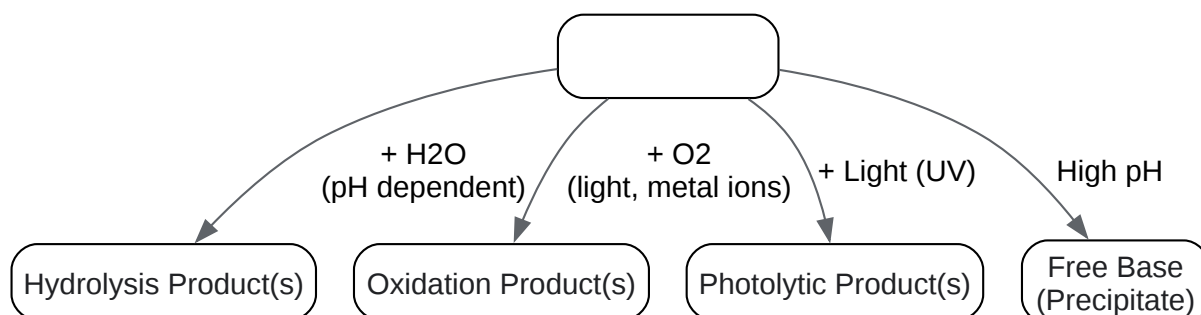 + H2O
(pH dependent)
+ O2
(light, metal ions)
+ Light (UV)
High pH
Hydrolysis Product(s)
Oxidation Product(s)
Photolytic Product(s)
Free Base
(Precipitate)